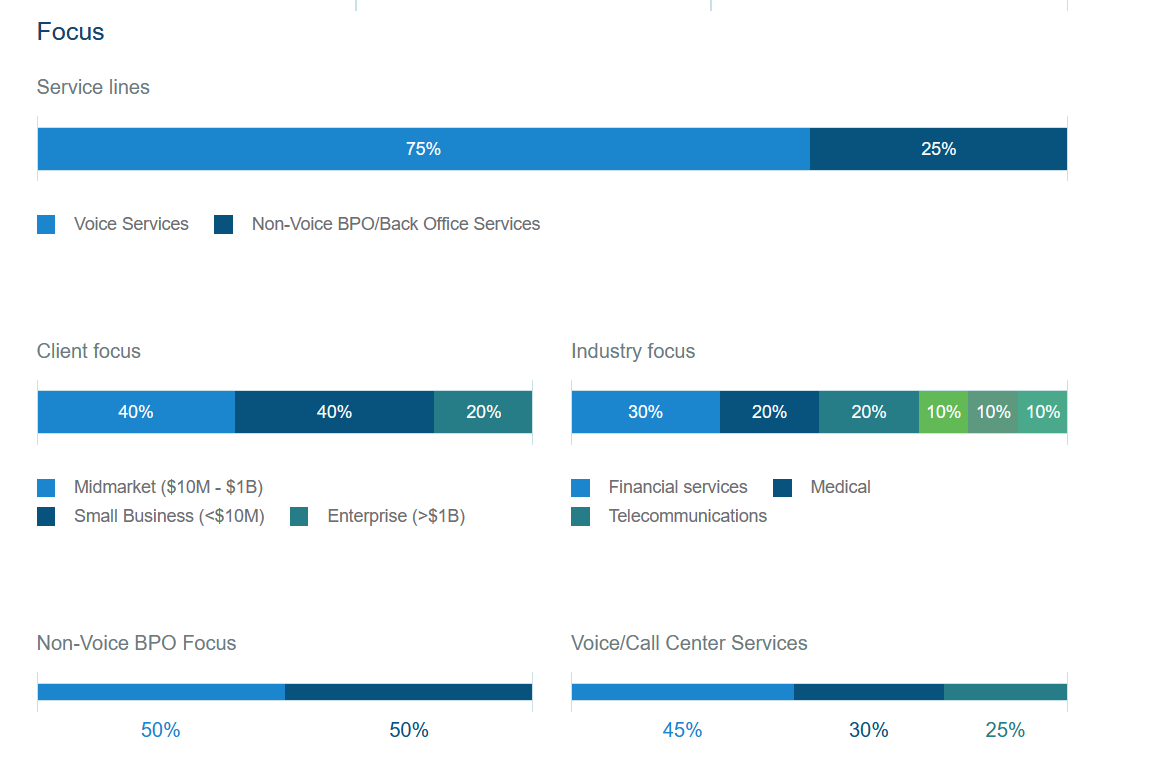 Focus
Service lines
75% 25%
Voice Services Non-Voice BPO/Back Office Services
Client focus
40% 40% 20%
Midmarket ($10M - $1B)
Small Business (<$10M) Enterprise (>$1B)
Industry focus
30% 20% 20% 10% 10% 10%
Financial services Medical
Telecommunications
Non-Voice BPO Focus
50% 50%
Voice/Call Center Services
45% 30% 25%